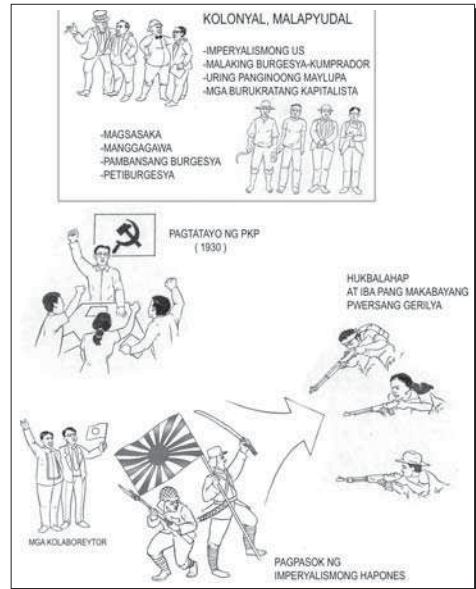 KOLONYAL, MALAPYUDAL
-IMPERYALISMONG US
-MALAKING BURGESYA-KUMPRADOR
-URING PANGINOONG MAYLUPA
-MGA BURUKRATANG KAPITALISTA
-MAGSASAKA
-MANGGAGAWA
-PAMBANSANG BURGESYA
-PETIBURGESYA
PAGTATAYO NG PKP
( 1930 )
HUKBALAHAP
AT IBA PANG MAKABAYANG
PWERSANG GERILYA
MGA KOLABOREYTOR
PAGPASOK NG
IMPERYALISMONG HAPONES